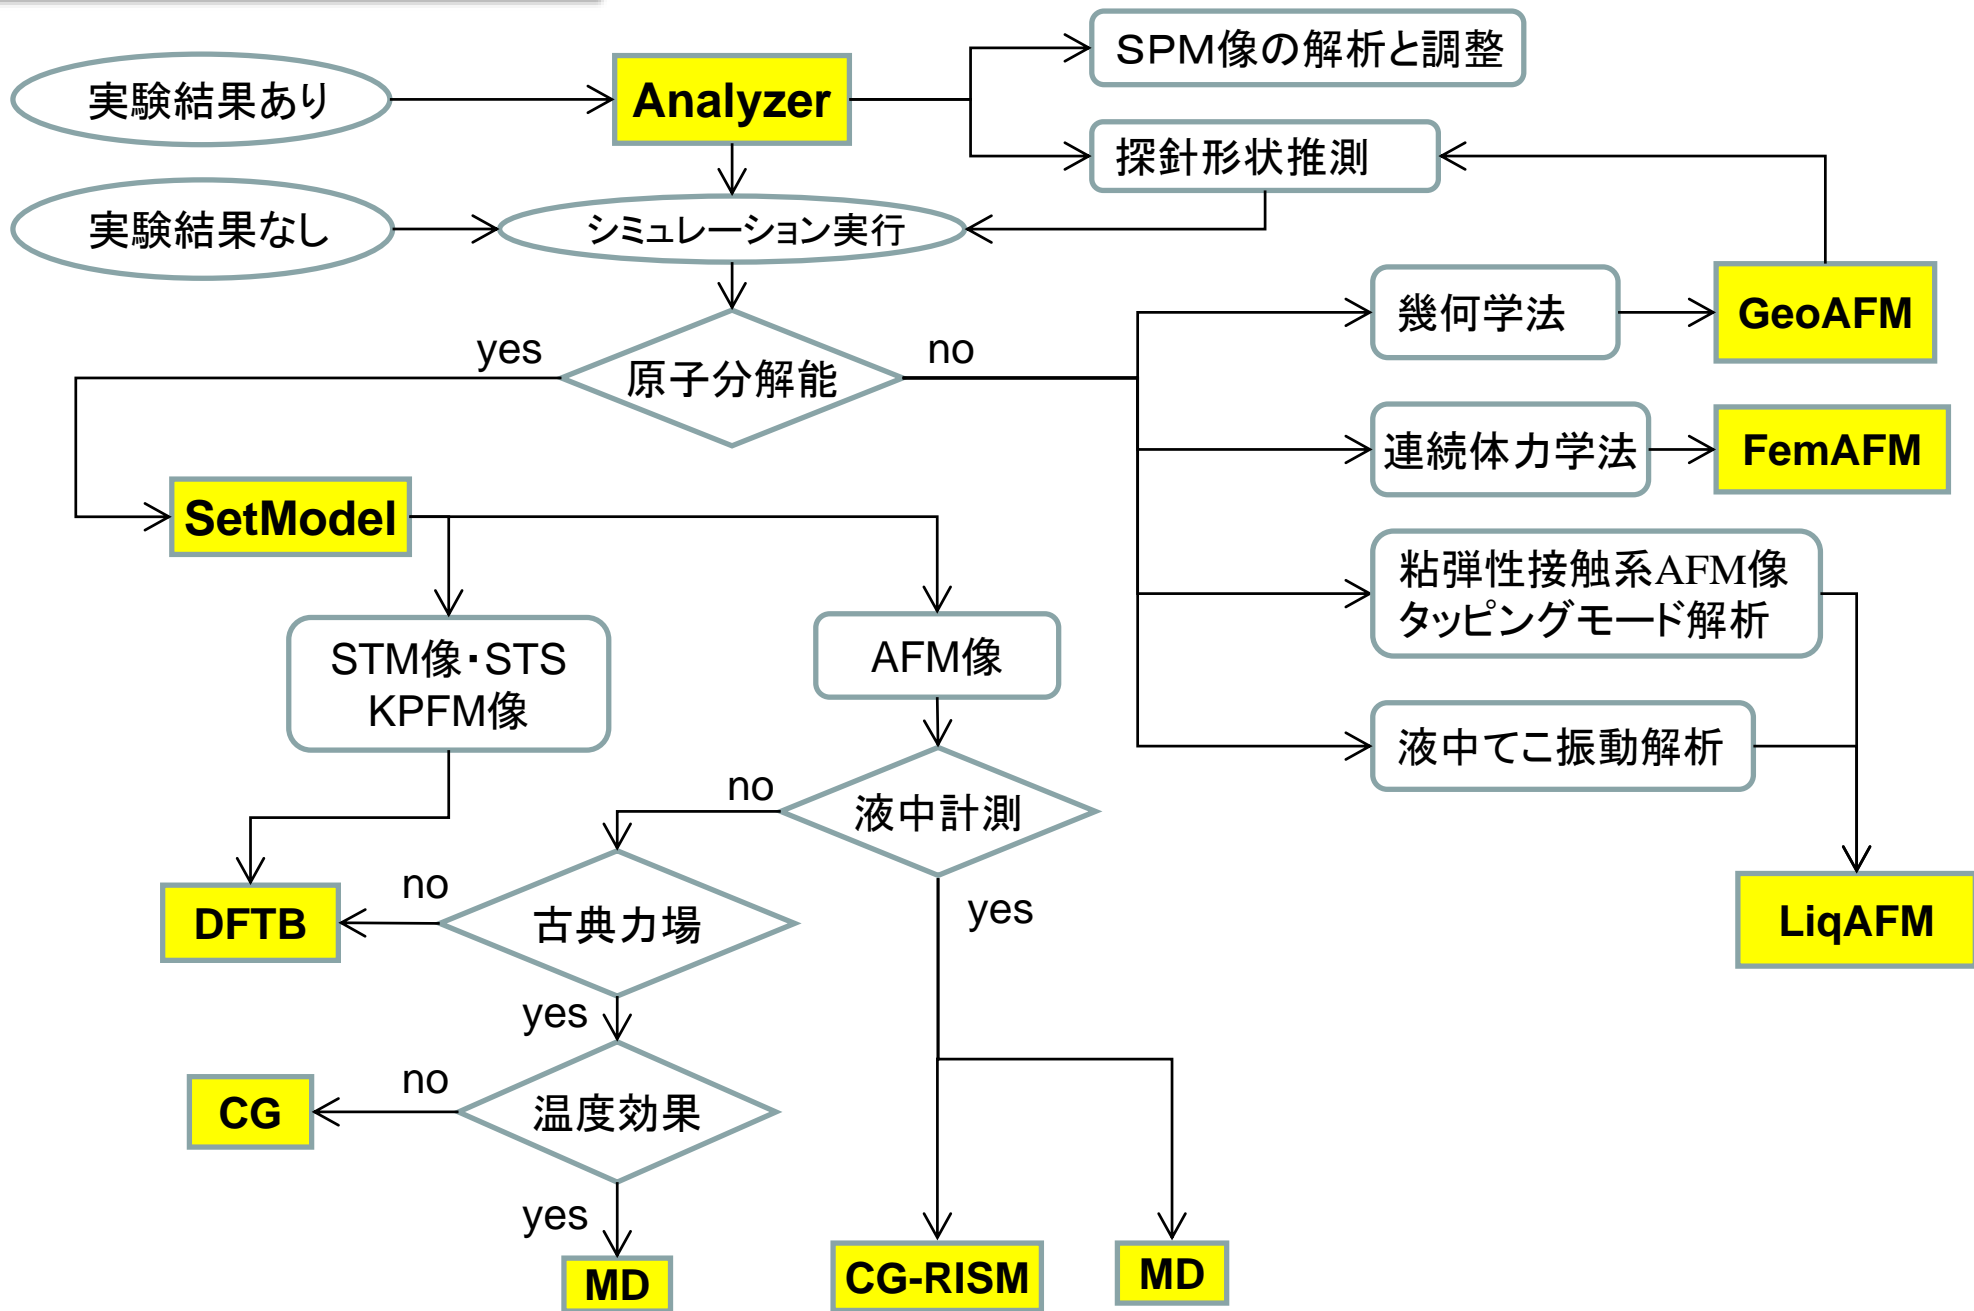 SPM像の解析と調整
実験結果あり
Analyzer
探針形状推測
実験結果なし
シミュレーション実行
幾何学法
GeoAFM
yes
no
原子分解能
連続体力学法
FemAFM
SetModel
粘弾性接触系AFM像
タッピングモード解析
STM像・STS
KPFM像
AFM像
液中てこ振動解析
no
液中計測
no
yes
DFTB
古典力場
LiqAFM
yes
no
CG
温度効果
yes
MD
CG-RISM
MD